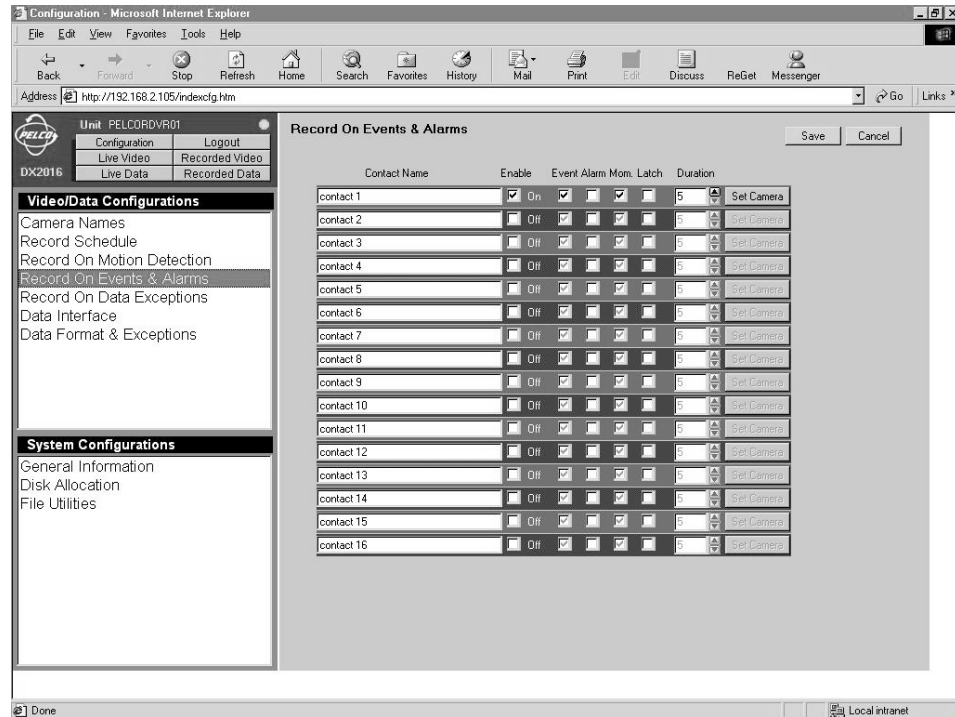 Configuration - Microsoft Internet Explorer
File Edit View Favorites Tools Help
Back Forward Stop Refresh Home Search Favorites History Mail Print Edit Discuss ReGet Messenger
Address http://192.168.2.105/indexcfg.htm Go Links »
PELCO
DX2016
Unit PELCORDVR01
Configuration Logout
Live Video Recorded Video
Live Data Recorded Data
Video/Data Configurations
Camera Names
Record Schedule
Record On Motion Detection
Record On Events & Alarms
Record On Data Exceptions
Data Interface
Data Format & Exceptions
System Configurations
General Information
Disk Allocation
File Utilities
Record On Events & Alarms
Save Cancel
Contact Name Enable Event Alarm Mom. Latch Duration
contact 1 On 5 Set Camera
contact 2 Off 5 Set Camera
contact 3 Off 5 Set Camera
contact 4 Off 5 Set Camera
contact 5 Off 5 Set Camera
contact 6 Off 5 Set Camera
contact 7 Off 5 Set Camera
contact 8 Off 5 Set Camera
contact 9 Off 5 Set Camera
contact 10 Off 5 Set Camera
contact 11 Off 5 Set Camera
contact 12 Off 5 Set Camera
contact 13 Off 5 Set Camera
contact 14 Off 5 Set Camera
contact 15 Off 5 Set Camera
contact 16 Off 5 Set Camera
Done Local intranet